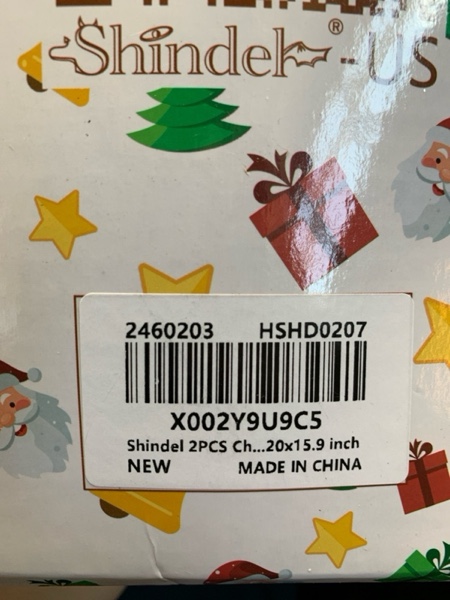 Shindel® -US
2460203 HSHD0207
X002Y9U9C5
Shindel 2PCS Ch...20x15.9 inch
NEW MADE IN CHINA